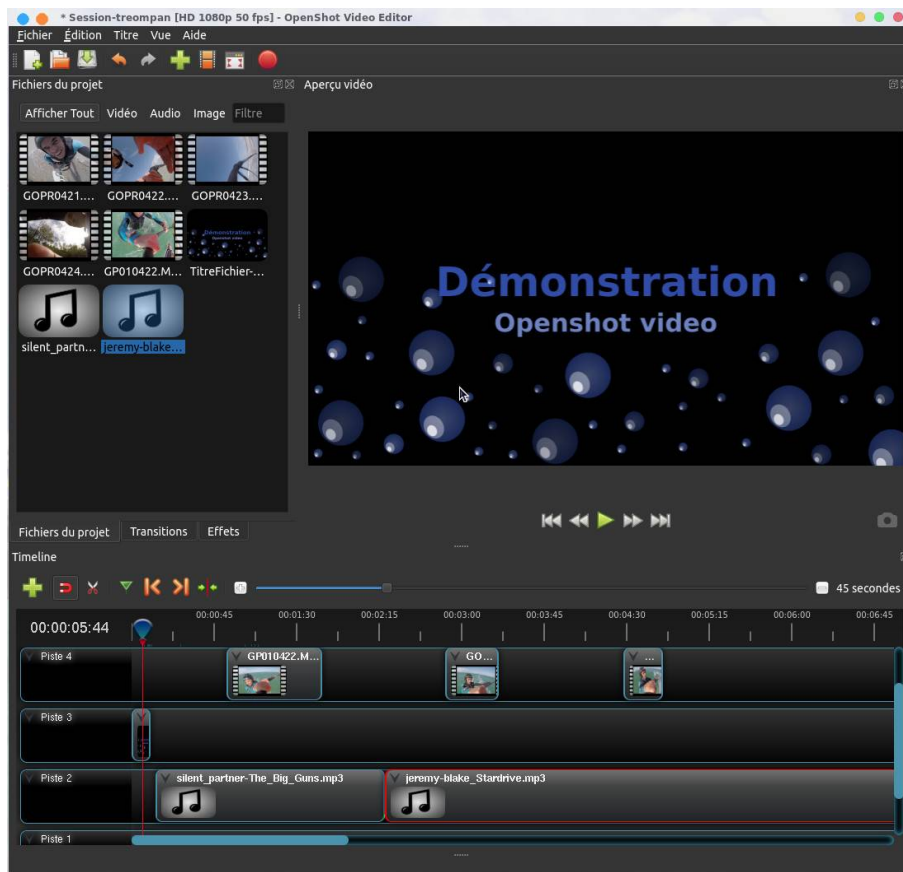 * Session-treompan [HD 1080p 50 fps] - OpenShot Video Editor
Fichier Édition Titre Vue Aide
Fichiers du projet
Aperçu vidéo
Afficher Tout Vidéo Audio Image Filtre
GOPR0421.... GOPR0422.... GOPR0423....
GOPR0424.... GP010422.M... TitreFichier-...
silent_partn... jeremy-blake...
Démonstration
Openshot video
Démonstration
Openshot video
Fichiers du projet Transitions Effets
Timeline
45 secondes
00:00:05:44
00:00:45 00:01:30 00:02:15 00:03:00 00:03:45 00:04:30 00:05:15 00:06:00 00:06:45
Piste 4 GP010422.M... GO... ...
Piste 3
Piste 2 silent_partner-The_Big_Guns.mp3 jeremy-blake_Stardrive.mp3
Piste 1